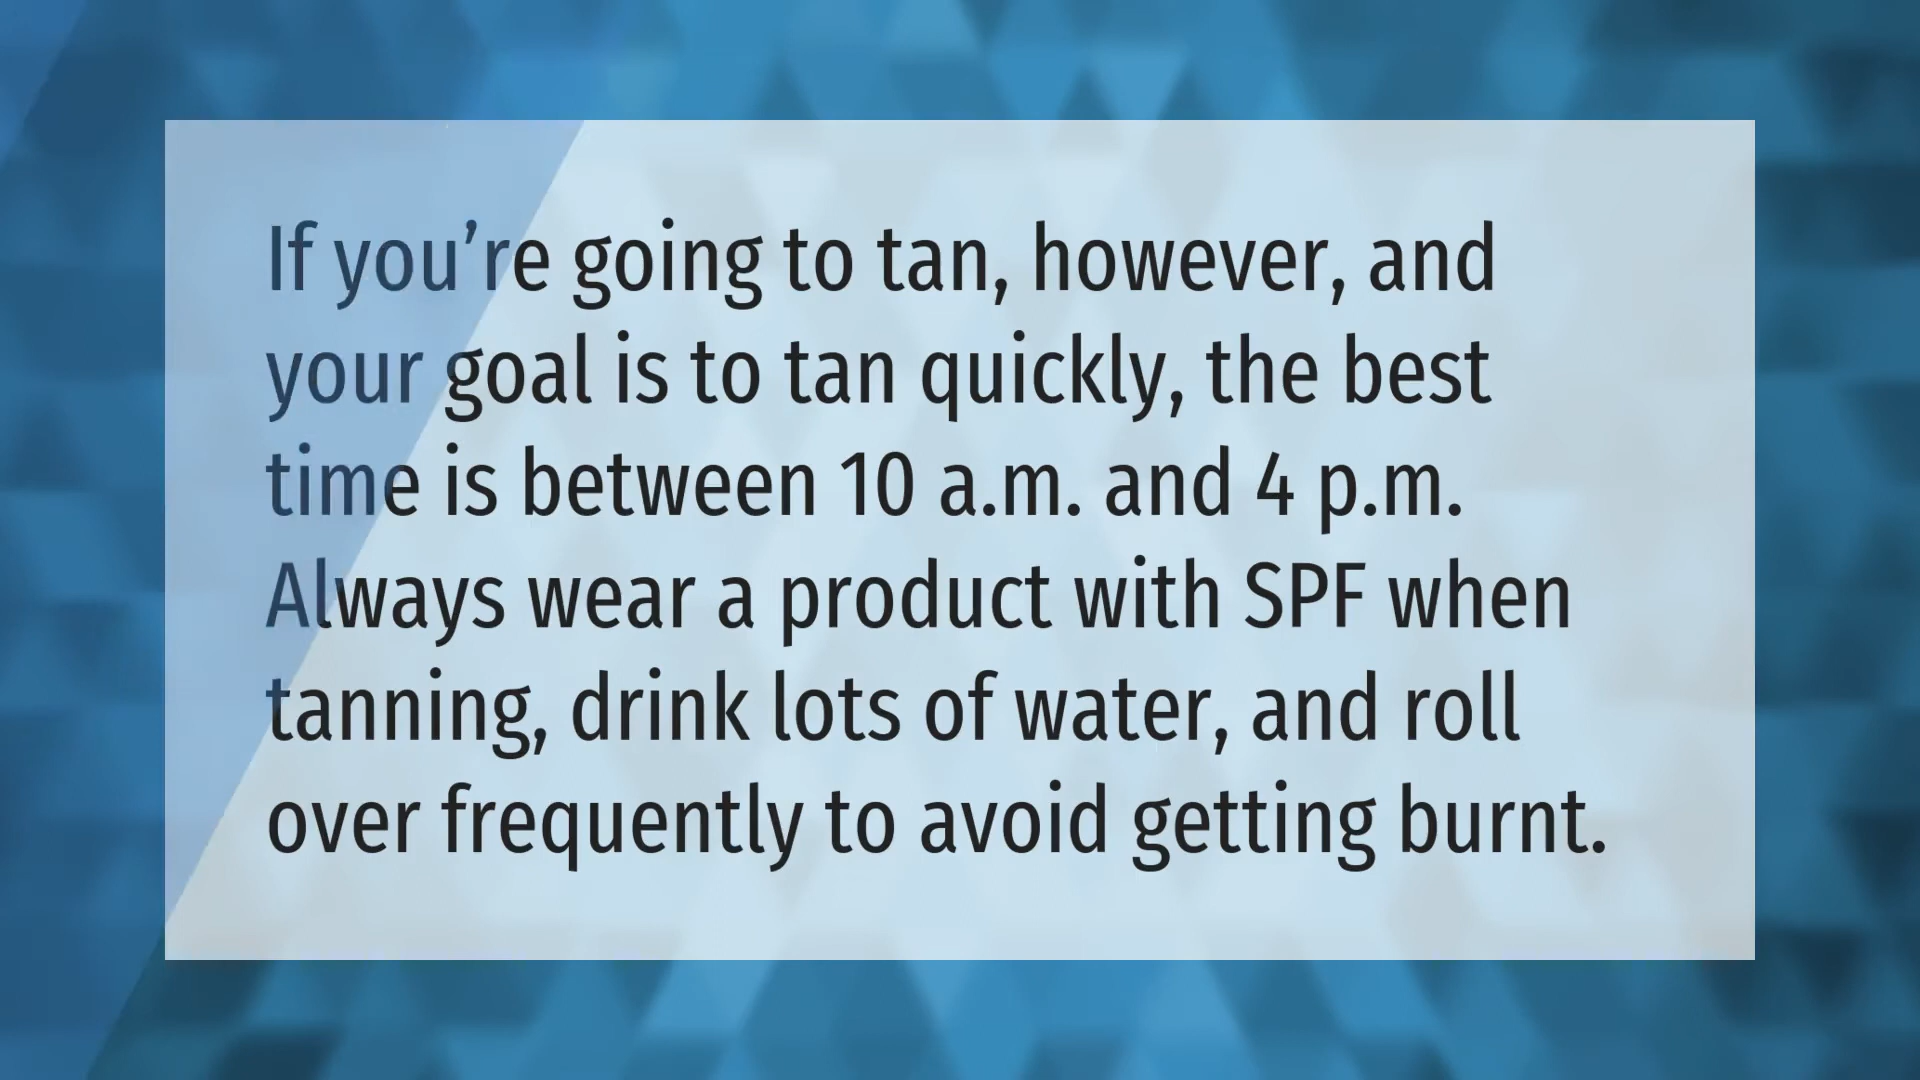 If you’re going to tan, however, and
your goal is to tan quickly, the best
time is between 10 a.m. and 4 p.m.
Always wear a product with SPF when
tanning, drink lots of water, and roll
over frequently to avoid getting burnt.